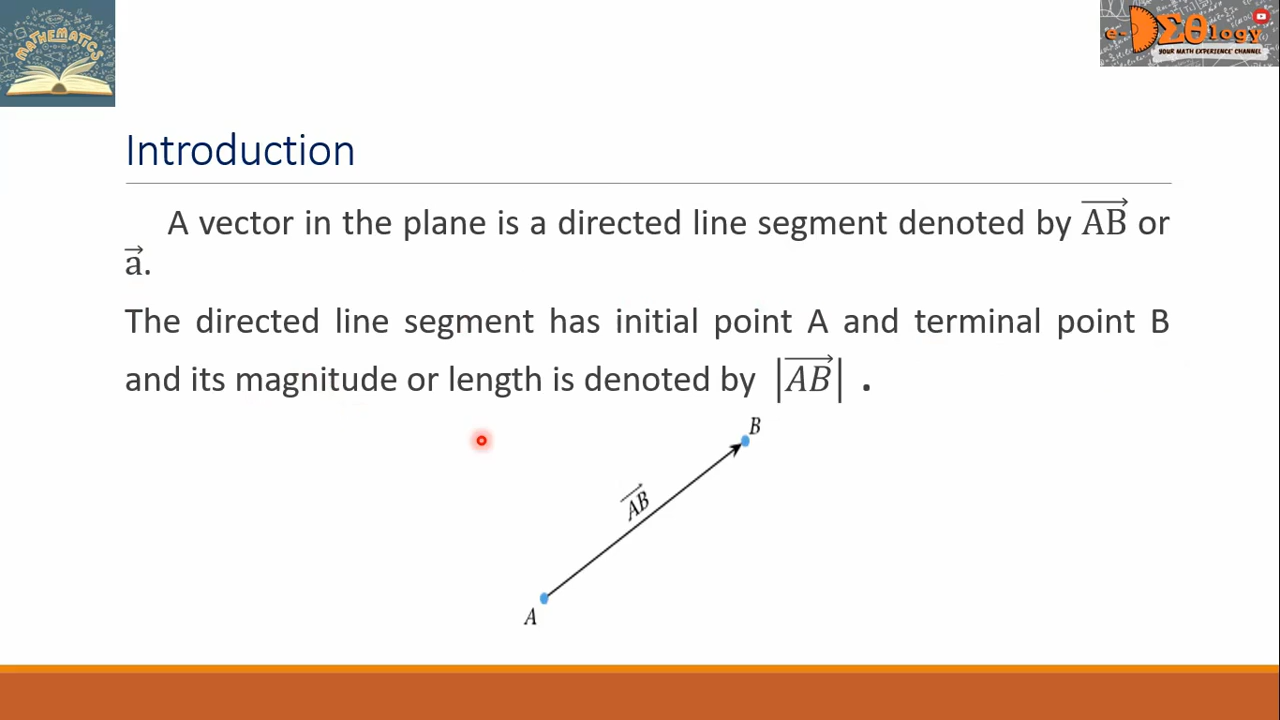 MATHEMATICS
e-DΣθlogy
YOUR MATH EXPERIENCE CHANNEL
Introduction
A vector in the plane is a directed line segment denoted by \overrightarrow{AB} or
\vec{a}.
The directed line segment has initial point A and terminal point B
and its magnitude or length is denoted by |\overrightarrow{AB}| .
B
\overrightarrow{AB}
A